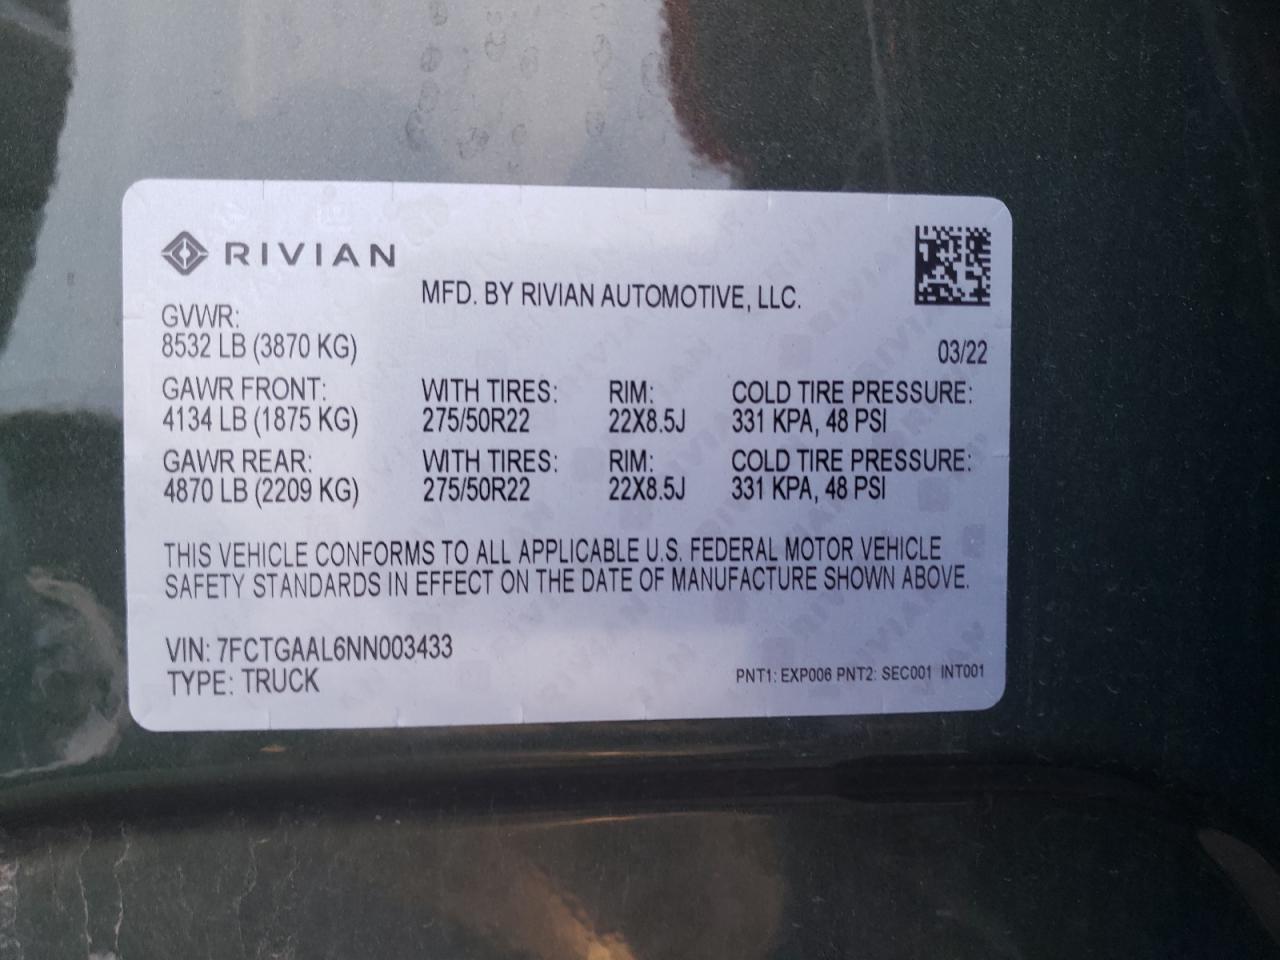 RIVIAN
MFD. BY RIVIAN AUTOMOTIVE, LLC.
GVWR:
8532 LB (3870 KG)
03/22
GAWR FRONT: WITH TIRES: RIM: COLD TIRE PRESSURE:
4134 LB (1875 KG) 275/50R22 22X8.5J 331 KPA, 48 PSI
GAWR REAR: WITH TIRES: RIM: COLD TIRE PRESSURE:
4870 LB (2209 KG) 275/50R22 22X8.5J 331 KPA, 48 PSI
THIS VEHICLE CONFORMS TO ALL APPLICABLE U.S. FEDERAL MOTOR VEHICLE
SAFETY STANDARDS IN EFFECT ON THE DATE OF MANUFACTURE SHOWN ABOVE.
VIN: 7FCTGAAL6NN003433
TYPE: TRUCK
PNT1: EXP006 PNT2: SEC001 INT001